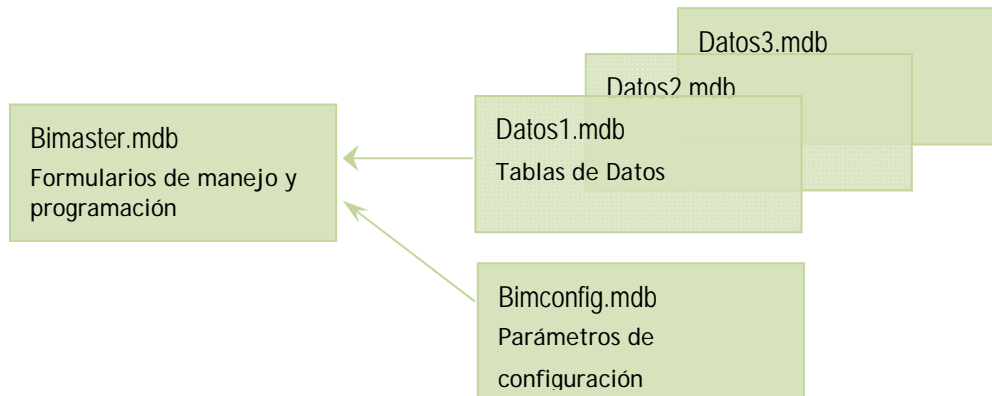 Datos3.mdb
Datos2.mdb
Datos1.mdb
Tablas de Datos
Bimaster.mdb
Formularios de manejo y
programación
Bimconfig.mdb
Parámetros de
configuración